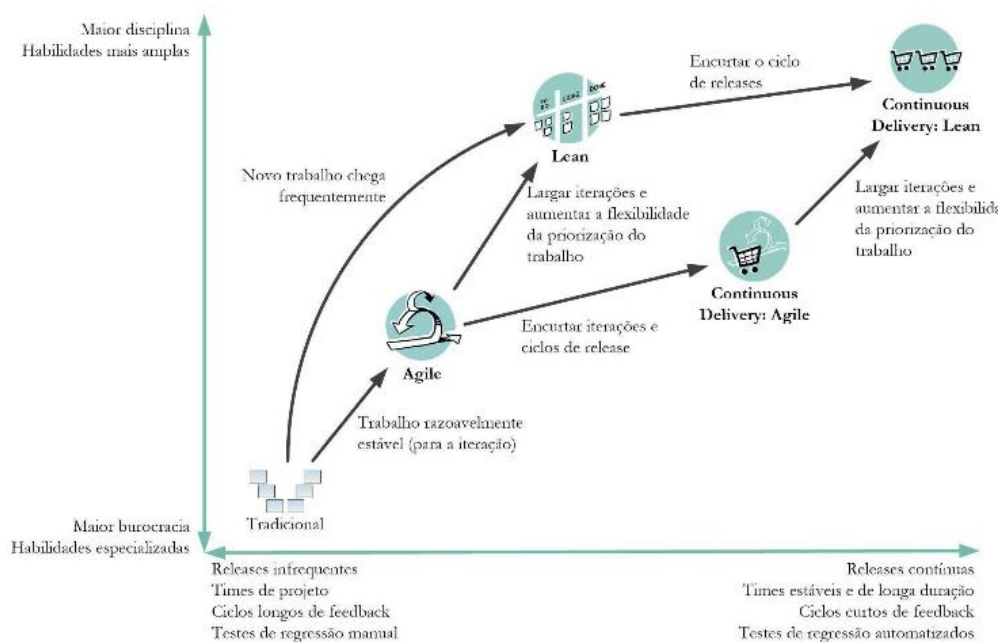 Maior disciplina
Habilidades mais amplas
Encurtar o ciclo
de releases
TO DO
DOING
DONE
Lean
Continuous
Delivery: Lean
Novo trabalho chega
frequentemente
Largar iterações e
aumentar a flexibilidade
da priorização do
trabalho
Largar iterações e
aumentar a flexibilida
da priorização do
trabalho
Continuous
Delivery: Agile
Encurtar iterações e
ciclos de release
Agile
Trabalho razoavelmente
estável (para a iteração)
Tradicional
Maior burocracia
Habilidades especializadas
Releases infrequentes
Times de projeto
Ciclos longos de feedback
Testes de regressão manual
Releases contínuas
Times estáveis e de longa duração
Ciclos curtos de feedback
Testes de regressão automatizados